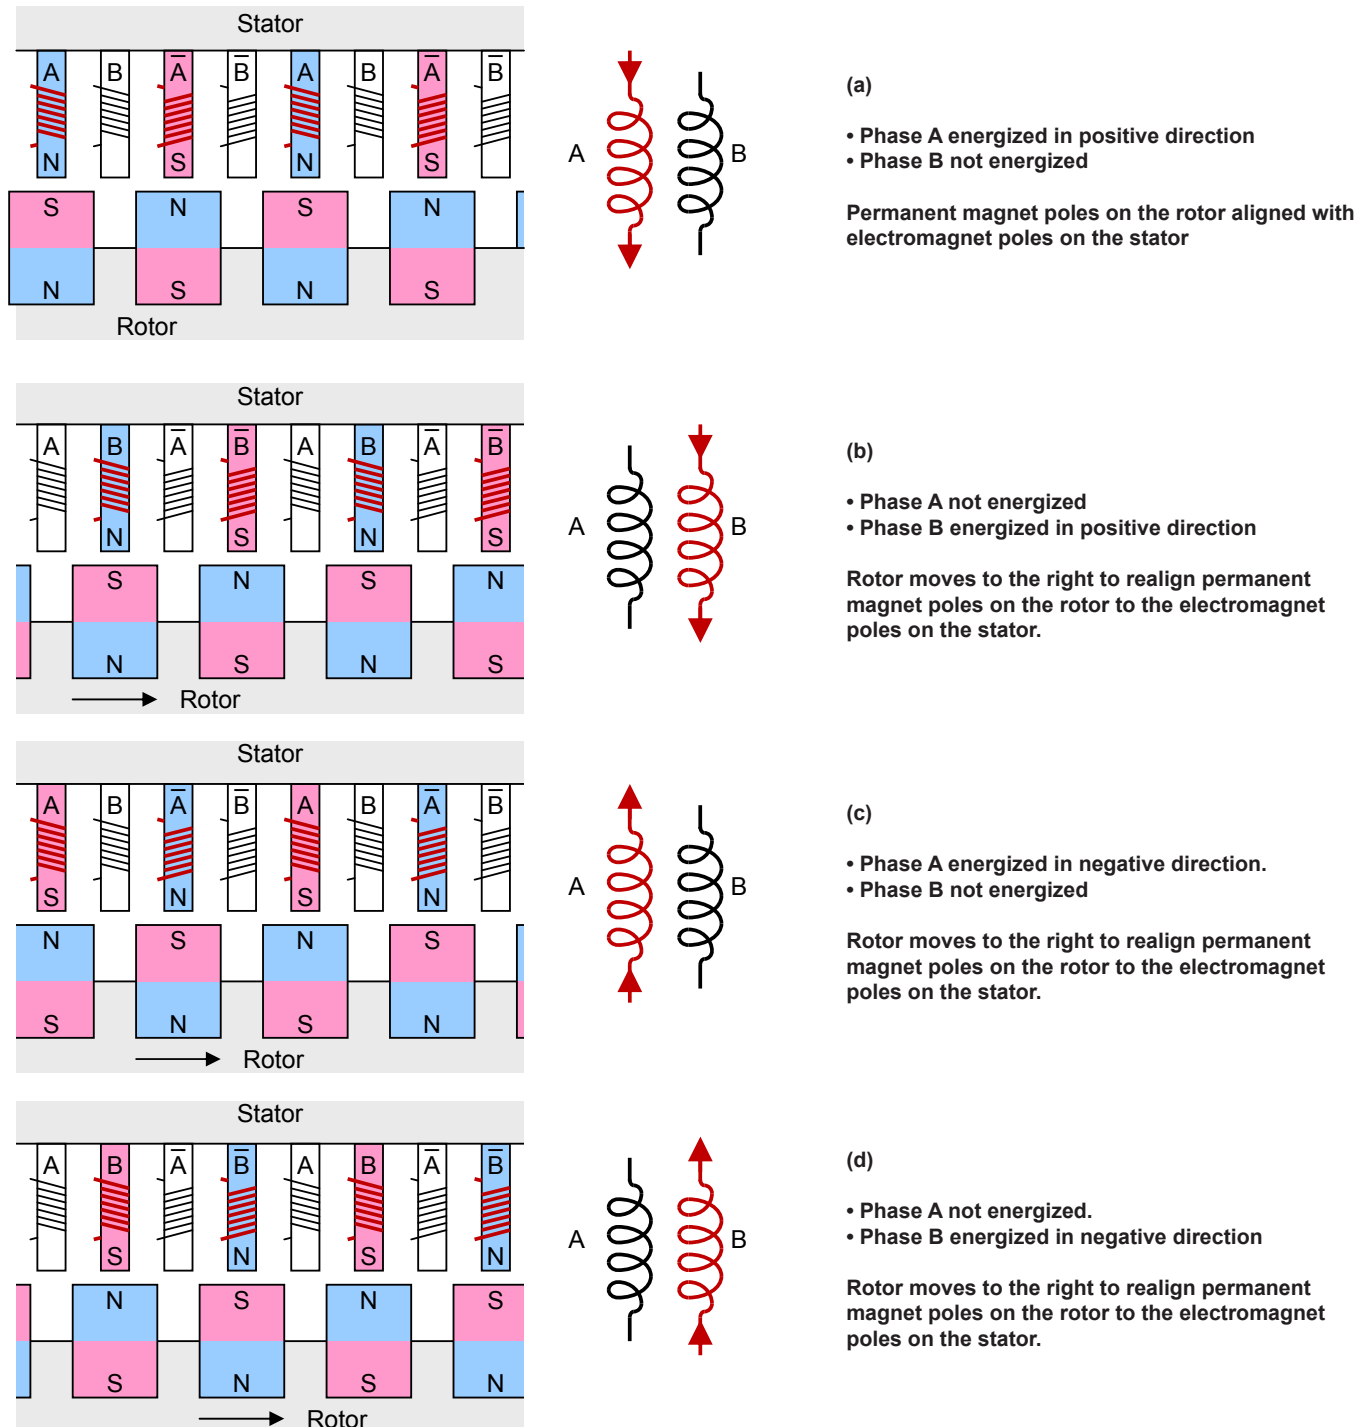 Stator
A B A̅ B̅ A B A̅ B̅
N S N S
S N S N
N S N S
Rotor
A B
(a)
• Phase A energized in positive direction
• Phase B not energized
Permanent magnet poles on the rotor aligned with
electromagnet poles on the stator
Stator
A B A̅ B̅ A B A̅ B̅
N S N S
S N S N
N S N S
Rotor
A B
(b)
• Phase A not energized
• Phase B energized in positive direction
Rotor moves to the right to realign permanent
magnet poles on the rotor to the electromagnet
poles on the stator.
Stator
A B A̅ B̅ A B A̅ B̅
S N S N
N S N S
S N S N
Rotor
A B
(c)
• Phase A energized in negative direction.
• Phase B not energized
Rotor moves to the right to realign permanent
magnet poles on the rotor to the electromagnet
poles on the stator.
Stator
A B A̅ B̅ A B A̅ B̅
S N S N
N S N S
S N S N
Rotor
A B
(d)
• Phase A not energized.
• Phase B energized in negative direction
Rotor moves to the right to realign permanent
magnet poles on the rotor to the electromagnet
poles on the stator.